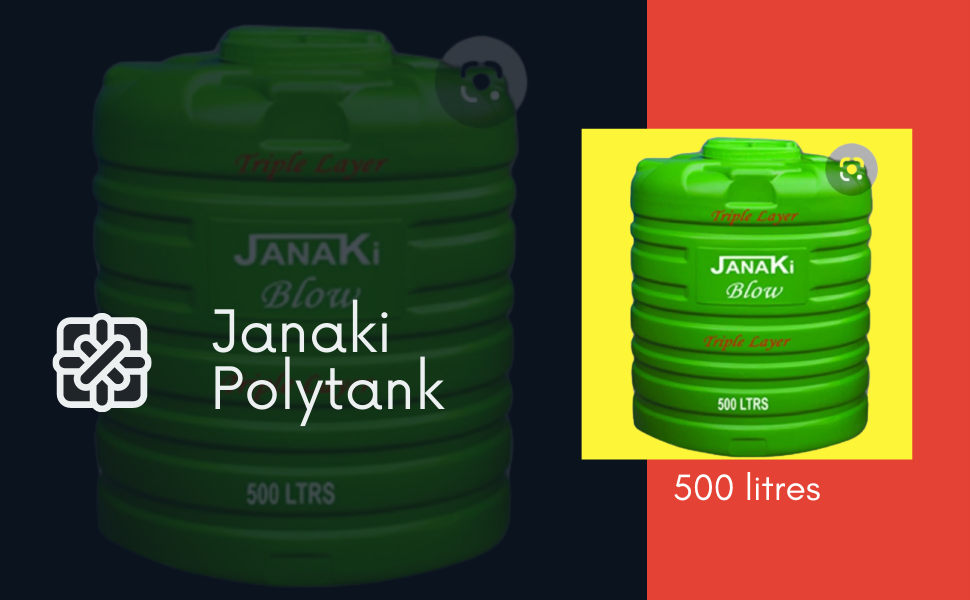 Triple Layer
JANAKi
Blow
Janaki
Polytank
500 LTRS
Triple Layer
JANAKi
Blow
Triple Layer
500 LTRS
500 litres